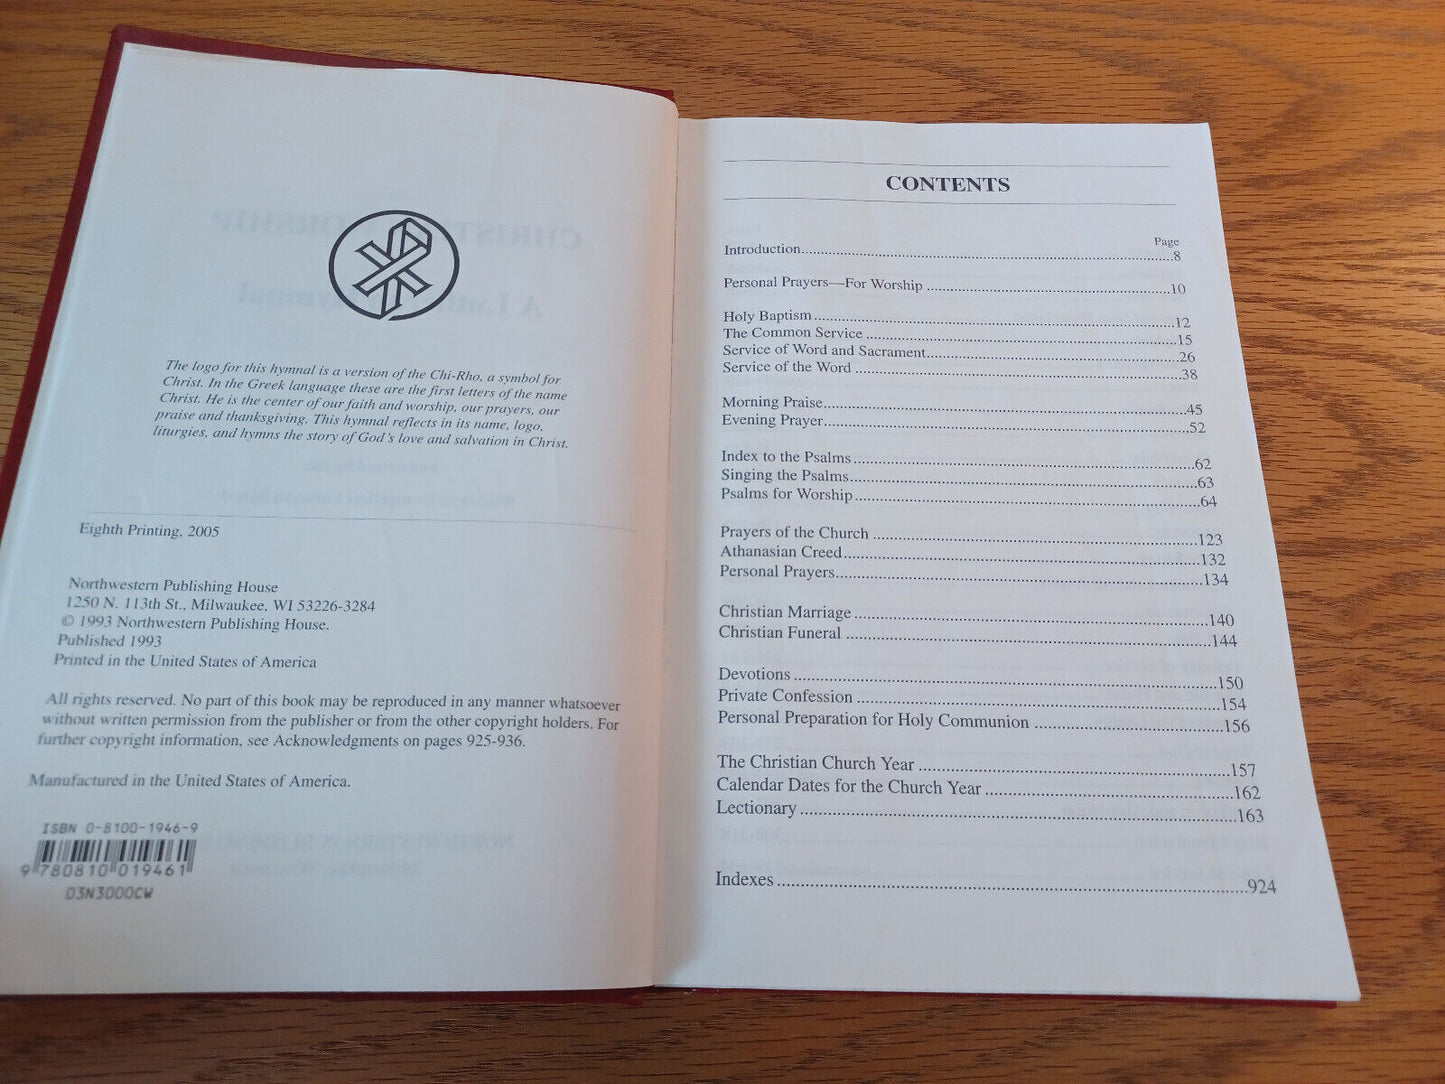 The logo for this hymnal is a version of the Chi-Rho, a symbol for
Christ. In the Greek language these are the first letters of the name
Christ. He is the center of our faith and worship, our prayers, our
praise and thanksgiving. This hymnal reflects in its name, logo,
liturgies, and hymns the story of God's love and salvation in Christ.
Eighth Printing, 2005
Northwestern Publishing House
1250 N. 113th St., Milwaukee, WI 53226-3284
© 1993 Northwestern Publishing House.
Published 1993
Printed in the United States of America
All rights reserved. No part of this book may be reproduced in any manner whatsoever
without written permission from the publisher or from the other copyright holders. For
further copyright information, see Acknowledgments on pages 925-936.
Manufactured in the United States of America.
ISBN 0-8100-1946-9
9 780810 019461
03N3000CW
CONTENTS
Page
Introduction 8
Personal Prayers—For Worship 10
Holy Baptism 12
The Common Service 15
Service of Word and Sacrament 26
Service of the Word 38
Morning Praise 45
Evening Prayer 52
Index to the Psalms 62
Singing the Psalms 63
Psalms for Worship 64
Prayers of the Church 123
Athanasian Creed 132
Personal Prayers 134
Christian Marriage 140
Christian Funeral 144
Devotions 150
Private Confession 154
Personal Preparation for Holy Communion 156
The Christian Church Year 157
Calendar Dates for the Church Year 162
Lectionary 163
Indexes 924